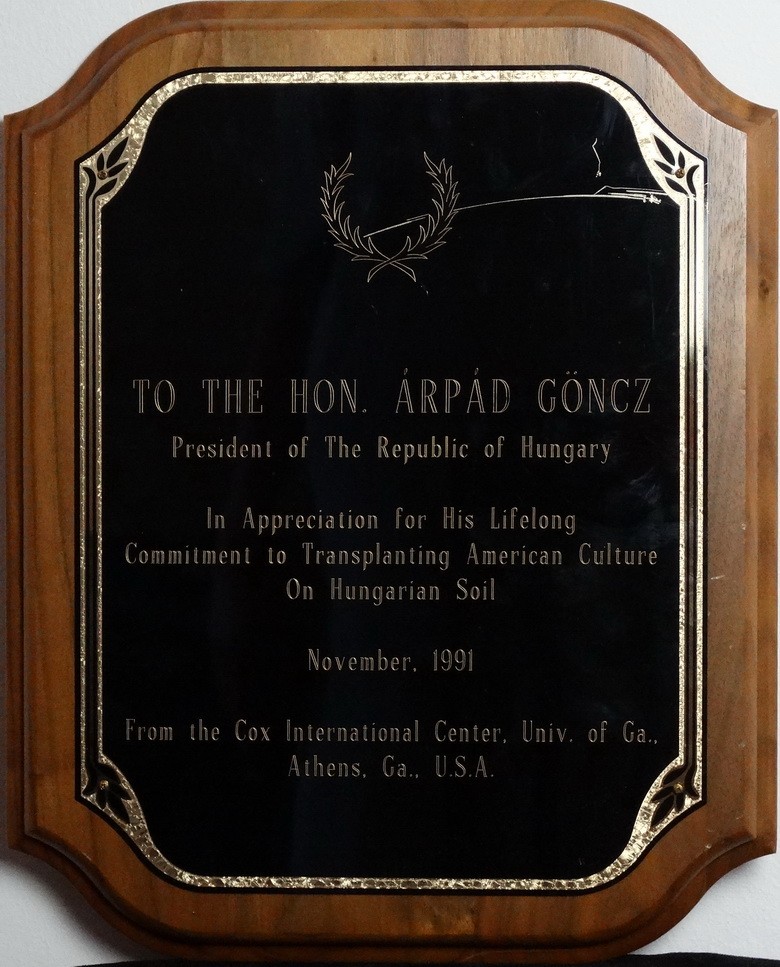 TO THE HON. ÁRPÁD GÖNCZ
President of The Republic of Hungary
In Appreciation for His Lifelong
Commitment to Transplanting American Culture
On Hungarian Soil
November, 1991
From the Cox International Center, Univ. of Ga.,
Athens, Ga., U.S.A.